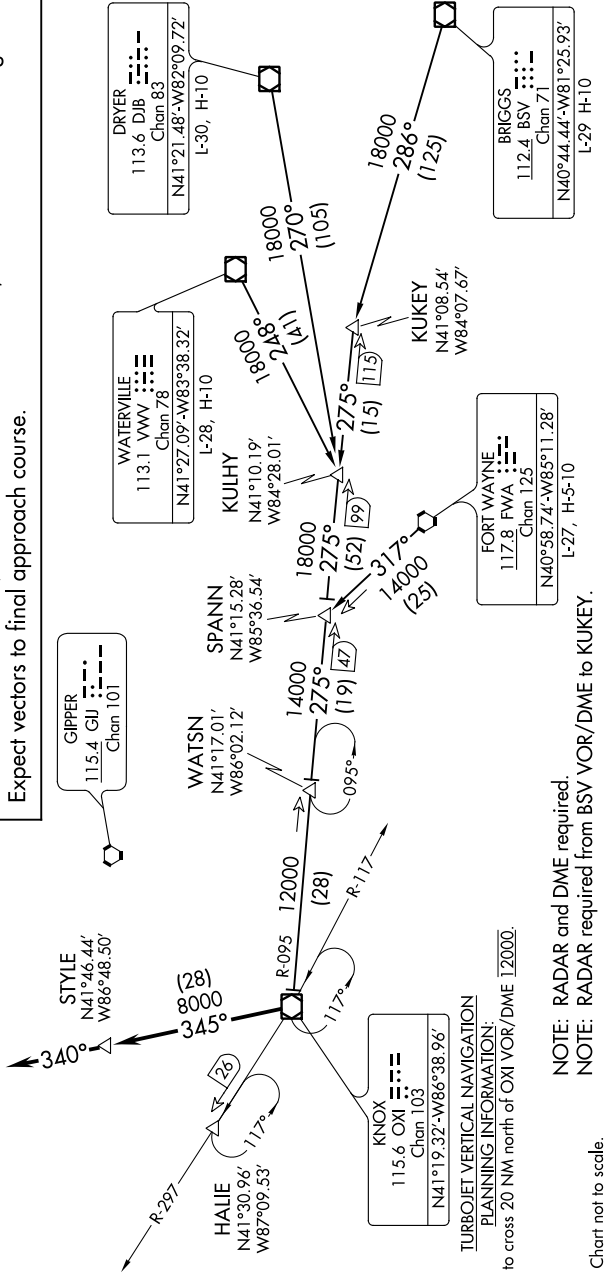 Expect vectors to final approach course.
GIPPER
115.4 GIJ
Chan 101
WATERVILLE
113.1 VWV
Chan 78
N41°27.09'-W83°38.32'
L-28, H-10
DRYER
113.6 DJB
Chan 83
N41°21.48'-W82°09.72'
L-30, H-10
STYLE
N41°46.44'
W86°48.50'
340°
(28)
8000
345°
R-297
26
117°
HALIE
N41°30.96'
W87°09.53'
R-095
12000
(28)
R-117
117°
WATSN
N41°17.01'
W86°02.12'
095°
14000
275°
(19)
47
SPANN
N41°15.28'
W85°36.54'
18000
275°
(52)
99
KULHY
N41°10.19'
W84°28.01'
18000
248°
(41)
18000
270°
(105)
275°
(15)
115
KUKEY
N41°08.54'
W84°07.67'
18000
286°
(125)
317°
14000
(25)
KNOX
115.6 OXI
Chan 103
N41°19.32'-W86°38.96'
FORT WAYNE
117.8 FWA
Chan 125
N40°58.74'-W85°11.28'
L-27, H-5-10
BRIGGS
112.4 BSV
Chan 71
N40°44.44'-W81°25.93'
L-29 H-10
TURBOJET VERTICAL NAVIGATION
PLANNING INFORMATION:
to cross 20 NM north of OXI VOR/DME 12000.
NOTE: RADAR and DME required.
NOTE: RADAR required from BSV VOR/DME to KUKEY.
Chart not to scale.